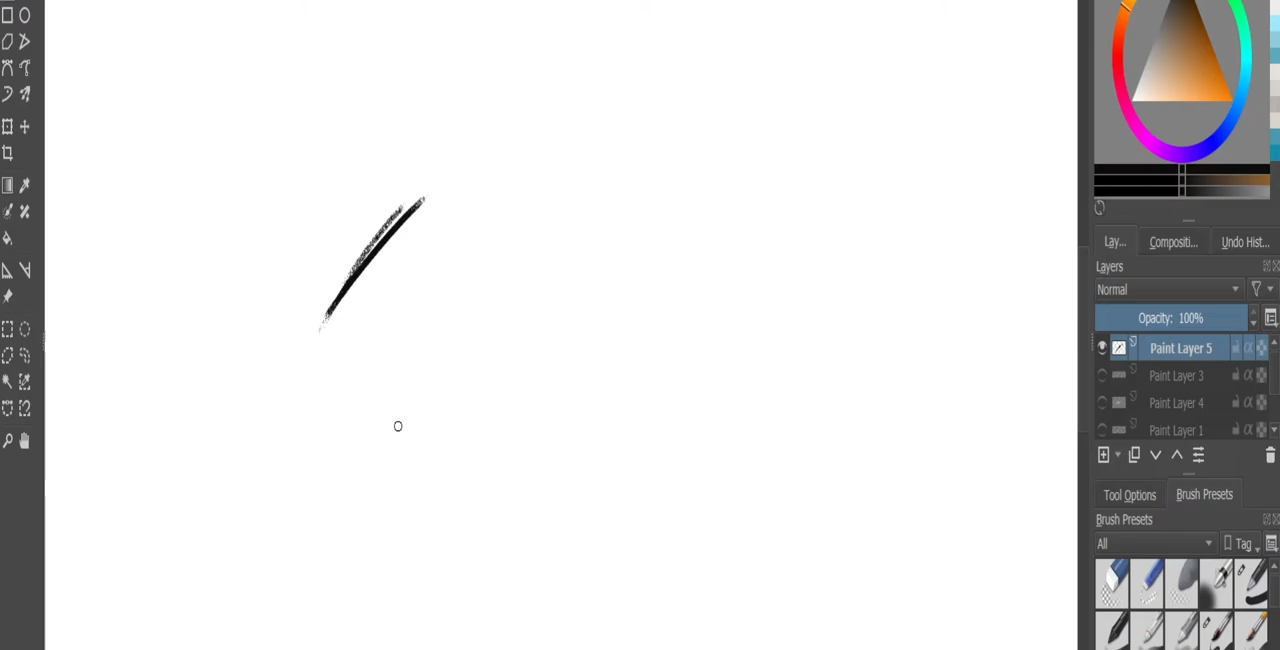 Lay...
Compositi...
Undo Hist...
Layers
Normal
Opacity: 100%
Paint Layer 5
Paint Layer 3
Paint Layer 4
Paint Layer 1
Tool Options
Brush Presets
Brush Presets
All
Tag